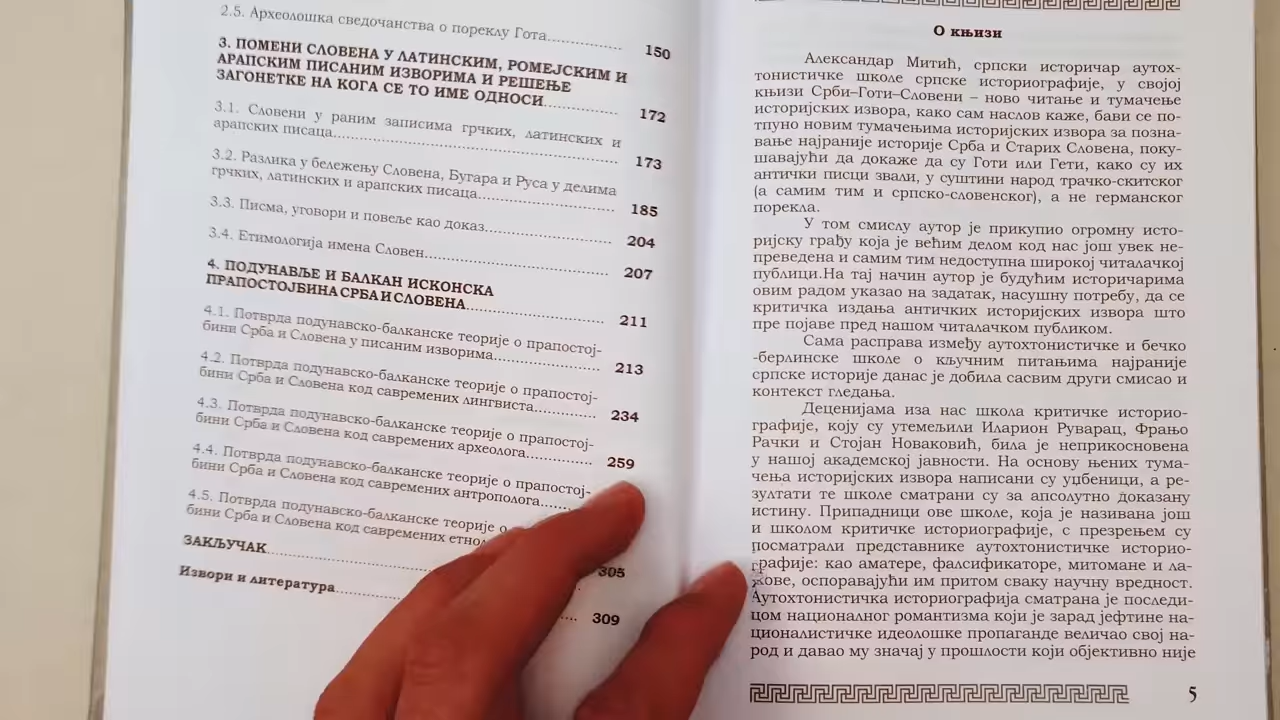 2.5. Археолошка сведочанства о пореклу Гота.................. 150
3. ПОМЕНИ СЛОВЕНА У ЛАТИНСКИМ, РОМЕЈСКИМ И
АРАПСКИМ ПИСАНИМ ИЗВОРИМА И РЕШЕЊЕ
ЗАГОНЕТКЕ НА КОГА СЕ ТО ИМЕ ОДНОСИ.................. 172
3.1. Словени у раним записима грчких, латинских и
арапских писаца.................. 173
3.2. Разлика у бележењу Словена, Бугара и Руса у делима
грчких, латинских и арапских писаца.................. 185
3.3. Писма, уговори и повеље као доказ.................. 204
3.4. Етимологија имена Словен.................. 207
4. ПОДУНАВЉЕ И БАЛКАН ИСКОНСКА
ПРАПОСТОЈБИНА СРБА И СЛОВЕНА.................. 211
4.1. Потврда подунавско-балканске теорије о прапостој-
бини Срба и Словена у писаним изворима.................. 213
4.2. Потврда подунавско-балканске теорије о прапостој-
бини Срба и Словена код савремених лингвиста.................. 234
4.3. Потврда подунавско-балканске теорије о прапостој-
бини Срба и Словена код савремених археолога.................. 259
4.4. Потврда подунавско-балканске теорије о прапостој-
бини Срба и Словена код савремених антрополога..................
4.5. Потврда подунавско-балканске теорије о
бини Срба и Словена код савремених
ЗАКЉУЧАК.................. 305
Извори и литература.................. 309
О књизи
Александар Митић, српски историчар аутох-
тонистичке школе српске историографије, у својој
књизи Срби–Готи–Словени – ново читање и тумачење
историјских извора, како сам наслов каже, бави се по-
тпуно новим тумачењима историјских извора за позна-
вање најраније историје Срба и Старих Словена, поку-
шавајући да докаже да су Готи или Гети, како су их
антички писци звали, у суштини народ трачко-скитског
(а самим тим и српско-словенског), а не германског
порекла.
У том смислу аутор је прикупио огромну исто-
ријску грађу која је већим делом код нас још увек не-
преведена и самим тим недоступна широкој читалачкој
публици.На тај начин аутор је будућим историчарима
овим радом указао на задатак, насушну потребу, да се
критичка издања античких историјских извора што
пре појаве пред нашом читалачком публиком.
Сама расправа између аутохтонистичке и бечко
-берлинске школе о кључним питањима најраније
српске историје данас је добила сасвим други смисао и
контекст гледања.
Деценијама иза нас школа критичке историо-
графије, коју су утемељили Иларион Руварац, Фрањо
Рачки и Стојан Новаковић, била је неприкосновена
у нашој академској јавности. На основу њених тума-
чења историјских извора написани су уџбеници, а ре-
зултати те школе сматрани су за апсолутно доказану
истину. Припадници ове школе, која је називана још
и школом критичке историографије, с презрењем су
посматрали представнике аутохтонистичке историо-
графије: као аматере, фалсификаторе, митомане и ла-
жове, оспоравајући им притом сваку научну вредност.
Аутохтонистичка историографија сматрана је последи-
цом националног романтизма који је зарад јефтине на-
ционалистичке идеолошке пропаганде величао свој на-
род и давао му значај у прошлости који објективно није
5